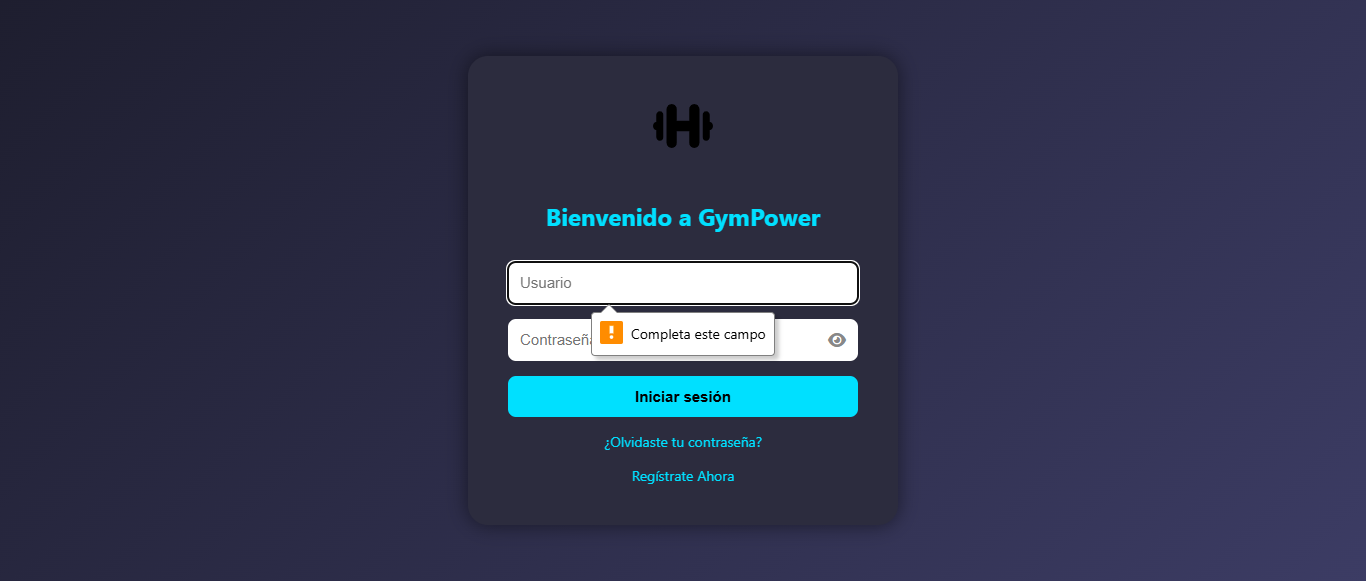 Bienvenido a GymPower
Usuario
Completa este campo
Contraseña
Iniciar sesión
¿Olvidaste tu contraseña?
Regístrate Ahora